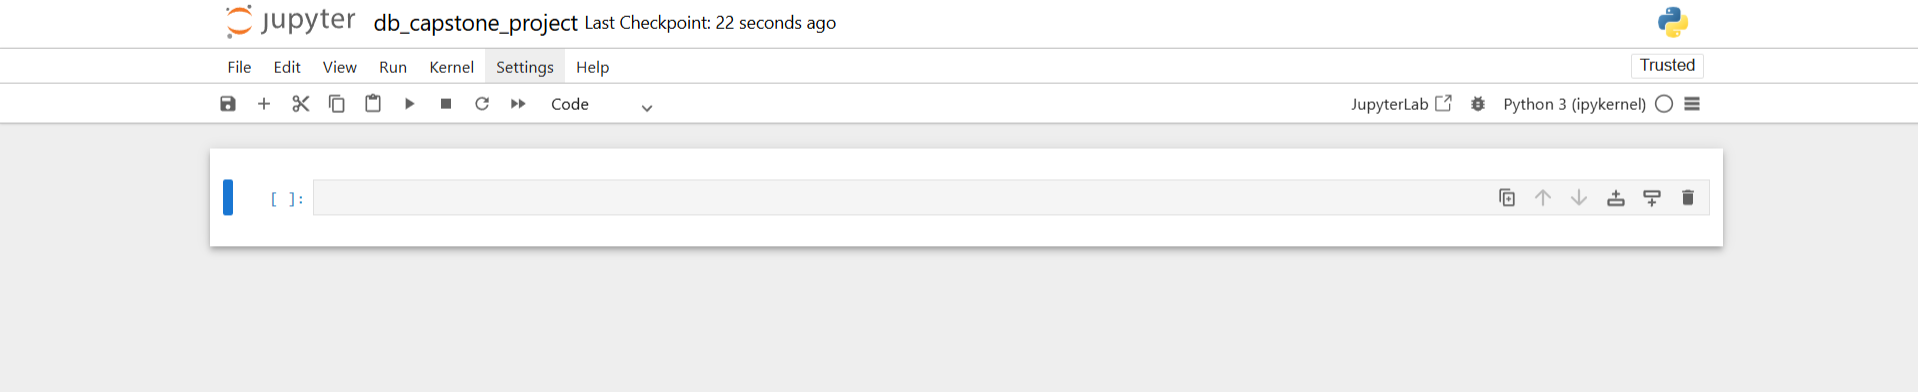 jupyter db_capstone_project Last Checkpoint: 22 seconds ago
File Edit View Run Kernel Settings Help Trusted
Code JupyterLab Python 3 (ipykernel)
[ ]: